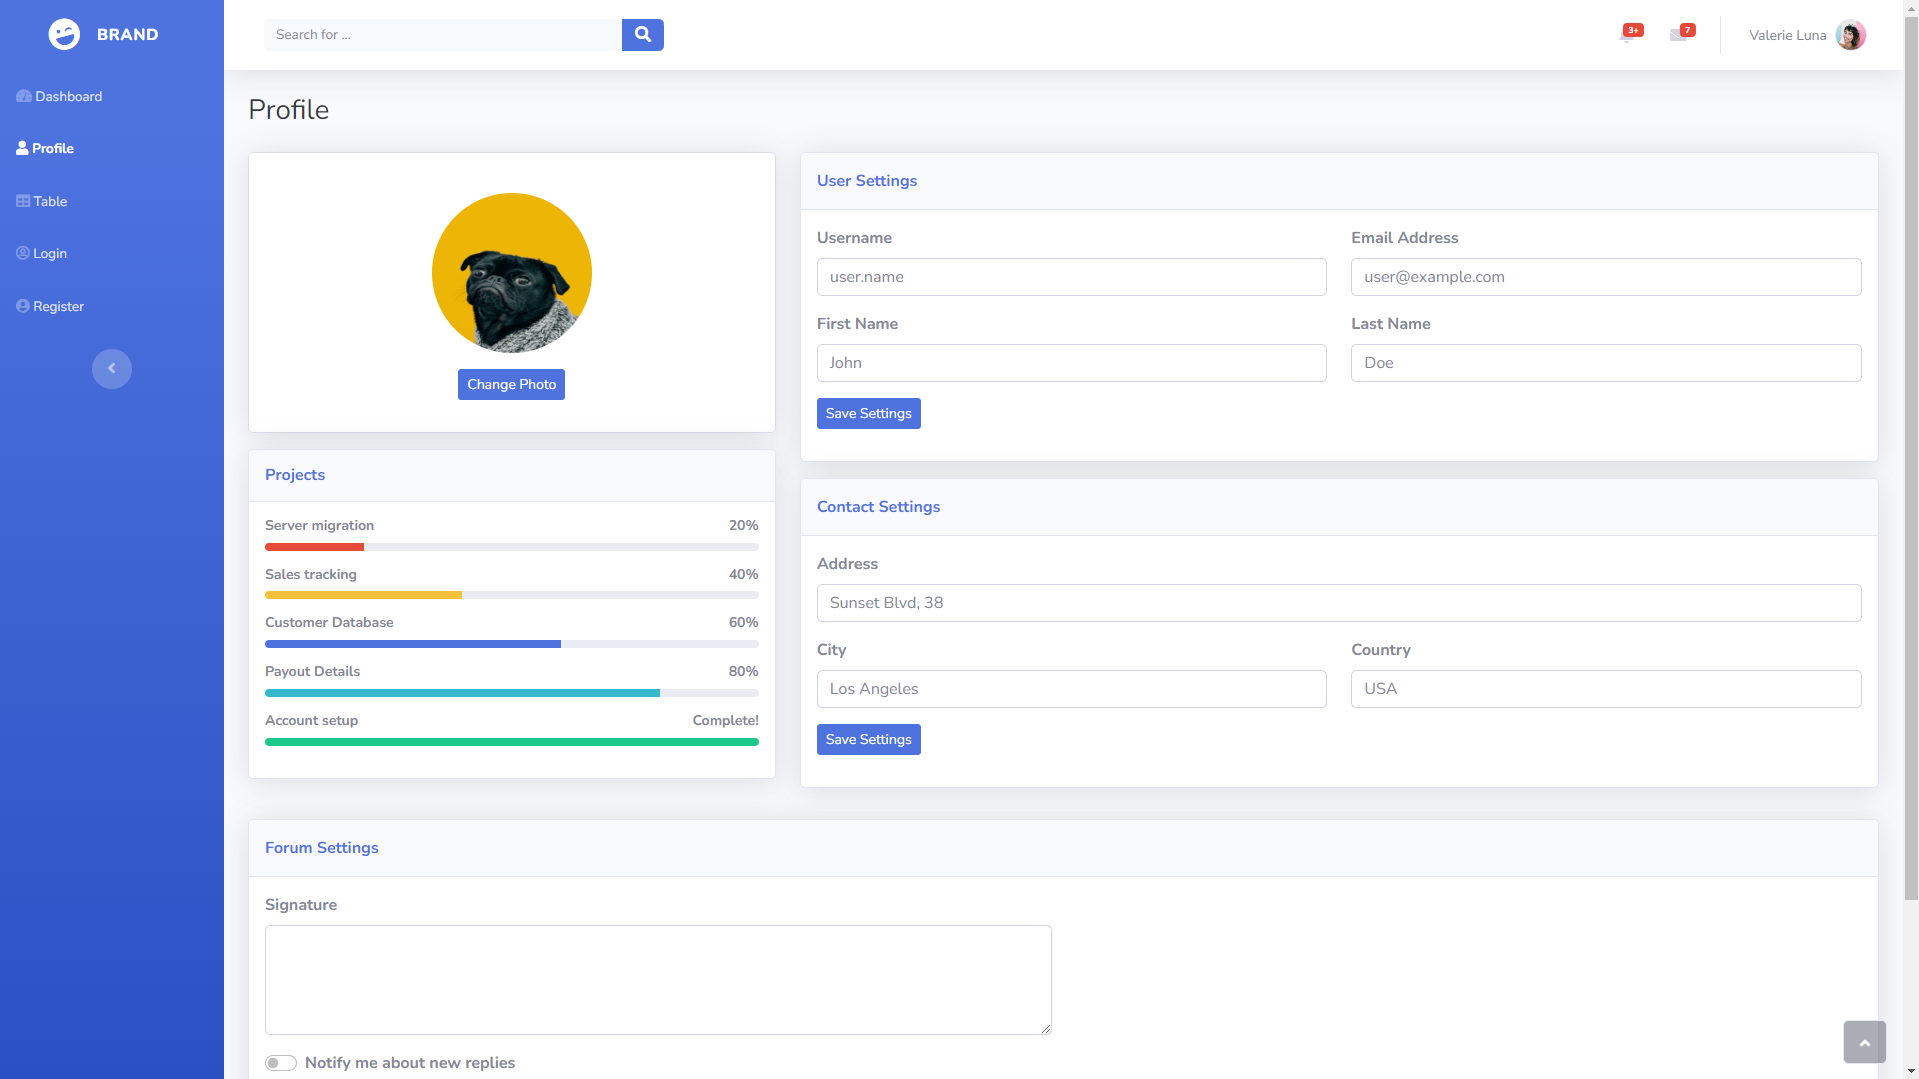 BRAND
Search for ...
3+
7
Valerie Luna
Dashboard
Profile
Table
Login
Register
Profile
Change Photo
Projects
Server migration 20%
Sales tracking 40%
Customer Database 60%
Payout Details 80%
Account setup Complete!
User Settings
Username
Email Address
user.name
user@example.com
First Name
Last Name
John
Doe
Save Settings
Contact Settings
Address
Sunset Blvd, 38
City
Country
Los Angeles
USA
Save Settings
Forum Settings
Signature
Notify me about new replies